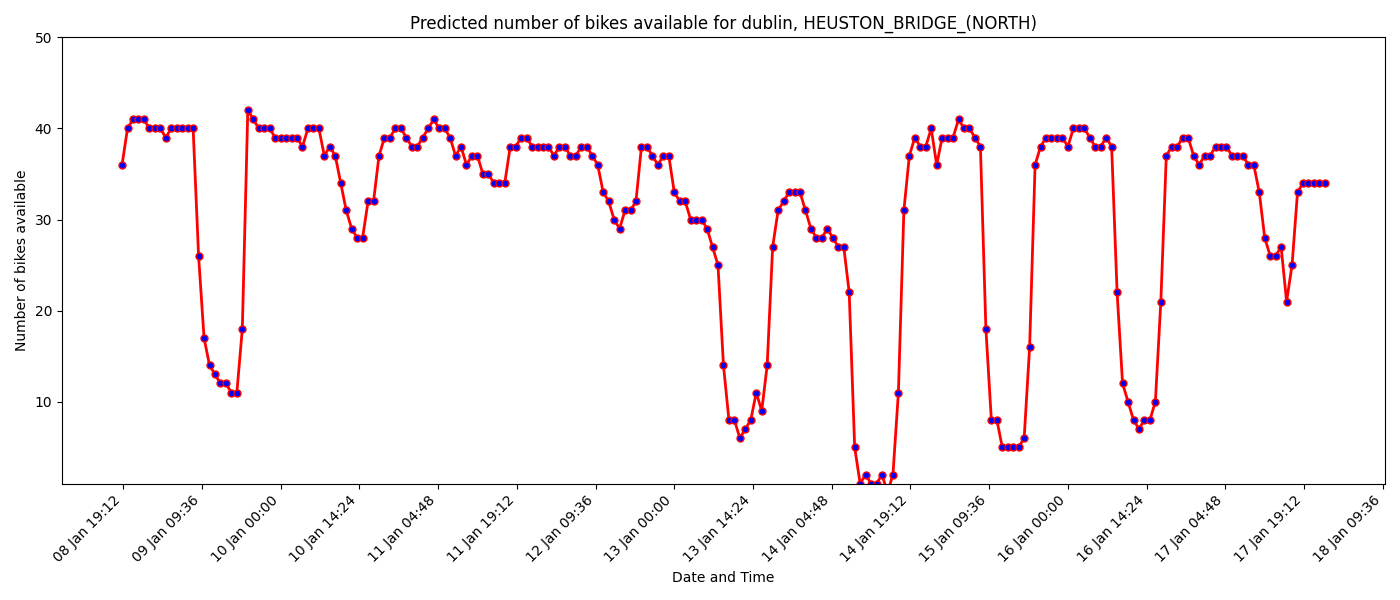 Predicted number of bikes available for dublin, HEUSTON_BRIDGE_(NORTH)
Number of bikes available
50
40
30
20
10
08 Jan 19:12
09 Jan 09:36
10 Jan 00:00
10 Jan 14:24
11 Jan 04:48
11 Jan 19:12
12 Jan 09:36
13 Jan 00:00
13 Jan 14:24
14 Jan 04:48
14 Jan 19:12
15 Jan 09:36
16 Jan 00:00
16 Jan 14:24
17 Jan 04:48
17 Jan 19:12
18 Jan 09:36
Date and Time